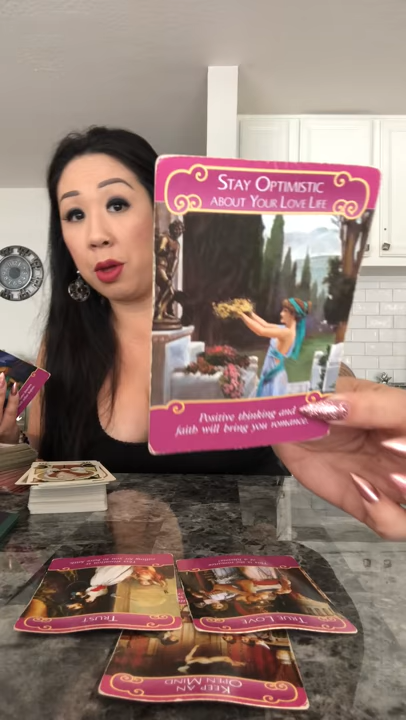 STAY OPTIMISTIC
ABOUT YOUR LOVE LIFE
Positive thinking and
faith will bring you romance.
TRUST
TRUE LOVE
KEEP AN
OPEN MIND